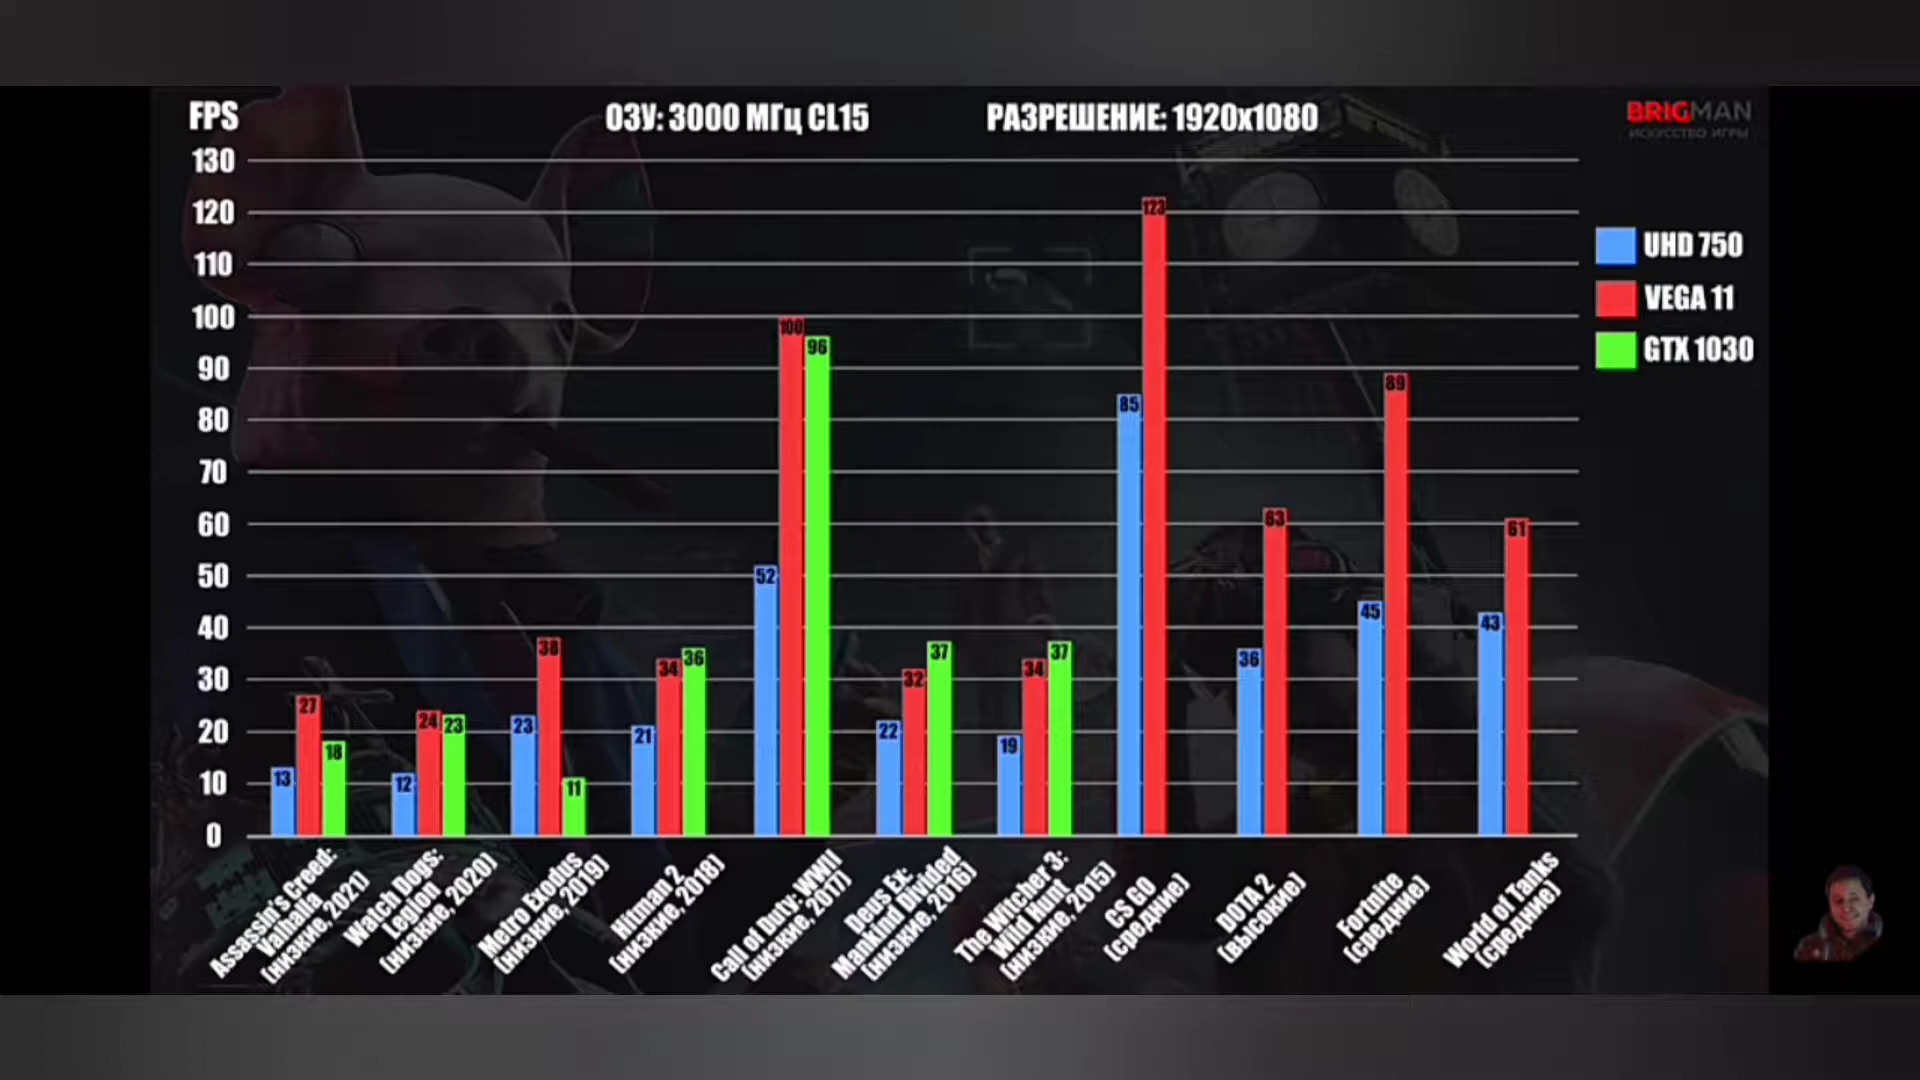 FPS
ОЗУ: 3000 МГц CL15
РАЗРЕШЕНИЕ: 1920x1080
BRIGMAN
ИСКУССТВО ИГРЫ
130
120
110
100
90
80
70
60
50
40
30
20
10
0
UHD 750
VEGA 11
GTX 1030
13
27
18
12
24
23
23
38
11
21
34
36
52
100
96
22
32
37
19
34
37
85
123
36
63
45
89
43
61
Assassin's Creed:
Valhalla
(низкие, 2021)
Watch Dogs:
Legion
(низкие, 2020)
Metro Exodus
(низкие, 2019)
Hitman 2
(низкие, 2018)
Call of Duty: WWII
(низкие, 2017)
Deus Ex:
Mankind Divided
(низкие, 2016)
The Witcher 3:
Wild Hunt
(низкие, 2015)
CS GO
(средние)
DOTA 2
(высокие)
Fortnite
(средние)
World of Tanks
(средние)